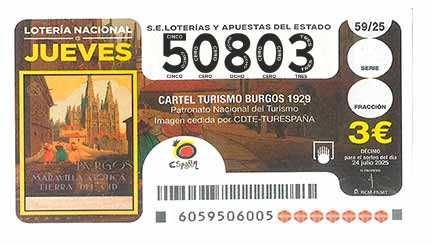 LOTERÍA NACIONAL
JUEVES
BURGOS
MARAVILLA GÓTICA
TIERRA DEL CID
S.E. LOTERÍAS Y APUESTAS DEL ESTADO
50803
CINCO CERO OCHO CERO TRES
CARTEL TURISMO BURGOS 1929
Patronato Nacional del Turismo
Imagen cedida por CDTE-TURESPAÑA
España
59/25
SERIE
FRACCIÓN
3€
DÉCIMO
para el sorteo del día
24 julio 2025
6059506005